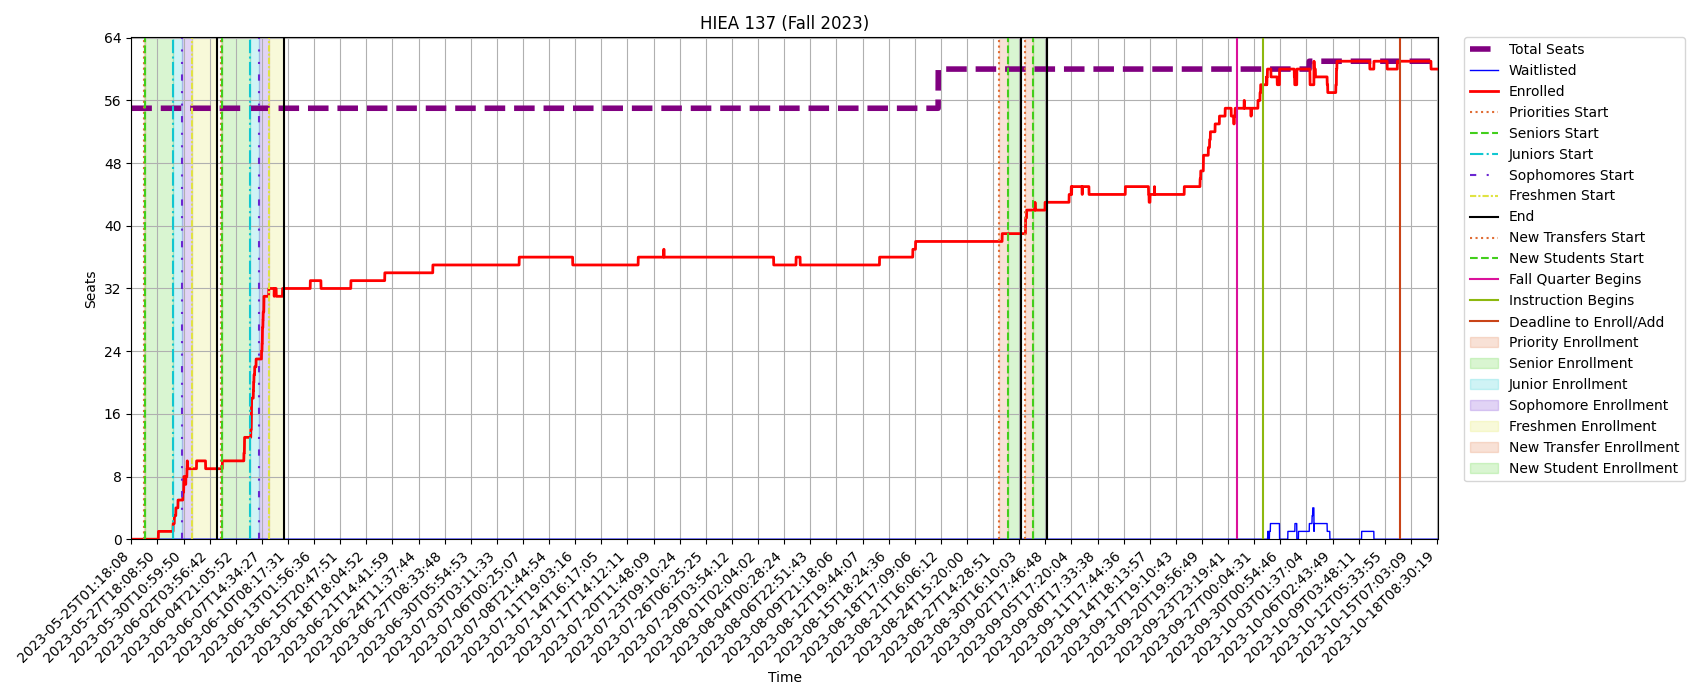 HIEA 137 (Fall 2023)
64
56
48
40
32
24
16
8
0
Seats
2023-05-25T01:18:08
2023-05-27T18:08:50
2023-05-30T10:59:50
2023-06-02T03:56:42
2023-06-04T21:05:52
2023-06-07T14:34:27
2023-06-10T08:17:31
2023-06-13T01:56:36
2023-06-15T20:47:51
2023-06-18T18:04:52
2023-06-21T14:41:59
2023-06-24T11:37:44
2023-06-27T08:33:48
2023-06-30T05:54:53
2023-07-03T03:11:33
2023-07-06T00:25:07
2023-07-08T21:44:54
2023-07-11T19:03:16
2023-07-14T16:17:05
2023-07-17T14:12:11
2023-07-20T11:48:09
2023-07-23T09:10:24
2023-07-26T06:25:25
2023-07-29T03:54:12
2023-08-01T02:04:02
2023-08-04T00:28:24
2023-08-06T22:51:43
2023-08-09T21:18:06
2023-08-12T19:44:07
2023-08-15T18:24:36
2023-08-18T17:09:06
2023-08-21T16:06:12
2023-08-24T15:20:00
2023-08-27T14:28:51
2023-08-30T16:10:03
2023-09-02T17:46:48
2023-09-05T17:20:04
2023-09-08T17:33:38
2023-09-11T17:44:36
2023-09-14T18:13:57
2023-09-17T19:10:43
2023-09-20T19:56:49
2023-09-23T23:19:41
2023-09-27T00:04:31
2023-09-30T00:54:46
2023-10-03T01:37:04
2023-10-06T02:43:49
2023-10-09T03:48:11
2023-10-12T05:33:55
2023-10-15T07:03:09
2023-10-18T08:30:19
Time
Total Seats
Waitlisted
Enrolled
Priorities Start
Seniors Start
Juniors Start
Sophomores Start
Freshmen Start
End
New Transfers Start
New Students Start
Fall Quarter Begins
Instruction Begins
Deadline to Enroll/Add
Priority Enrollment
Senior Enrollment
Junior Enrollment
Sophomore Enrollment
Freshmen Enrollment
New Transfer Enrollment
New Student Enrollment